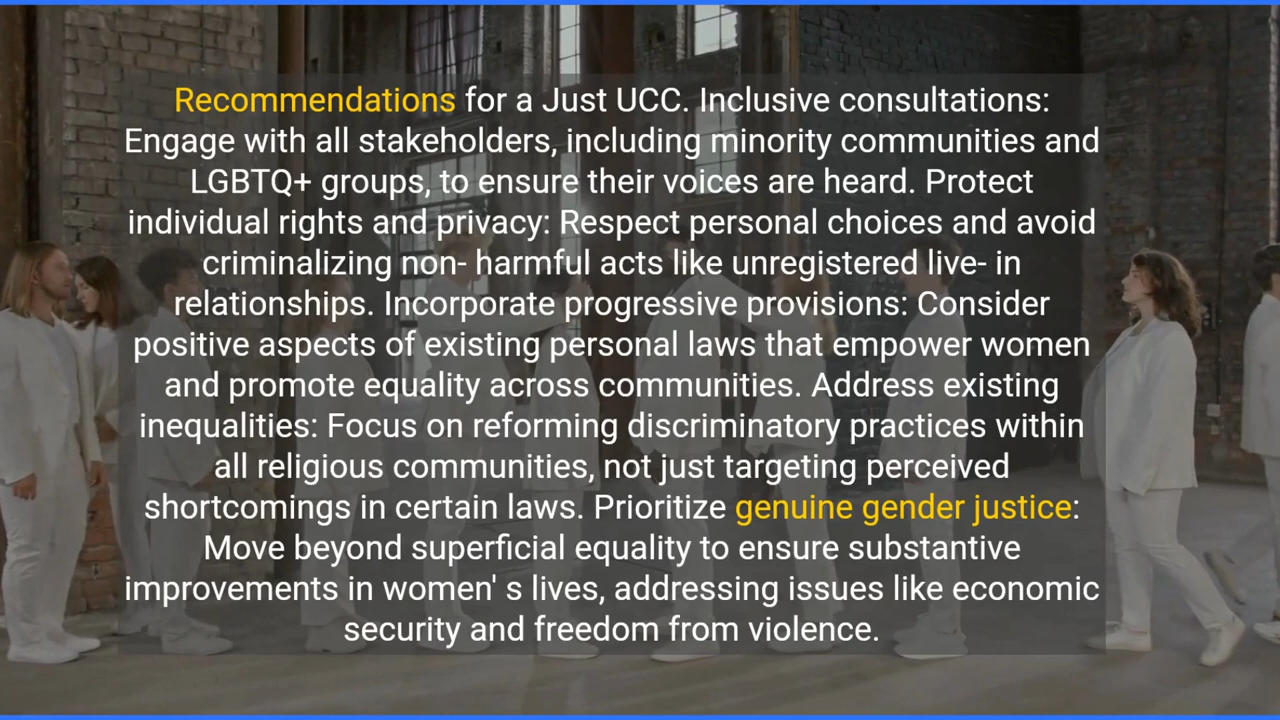 Recommendations for a Just UCC. Inclusive consultations:
Engage with all stakeholders, including minority communities and
LGBTQ+ groups, to ensure their voices are heard. Protect
individual rights and privacy: Respect personal choices and avoid
criminalizing non- harmful acts like unregistered live- in
relationships. Incorporate progressive provisions: Consider
positive aspects of existing personal laws that empower women
and promote equality across communities. Address existing
inequalities: Focus on reforming discriminatory practices within
all religious communities, not just targeting perceived
shortcomings in certain laws. Prioritize genuine gender justice:
Move beyond superficial equality to ensure substantive
improvements in women' s lives, addressing issues like economic
security and freedom from violence.